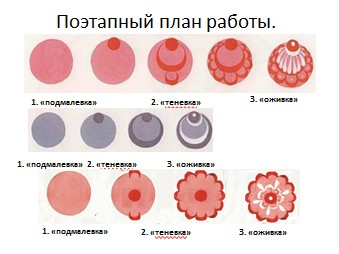 Поэтапный план работы.
1. «подмалевка» 2. «теневка» 3. «оживка»
1. «подмалевка» 2. «теневка» 3. «оживка»
1. «подмалевка» 2. «теневка» 3. «оживка»